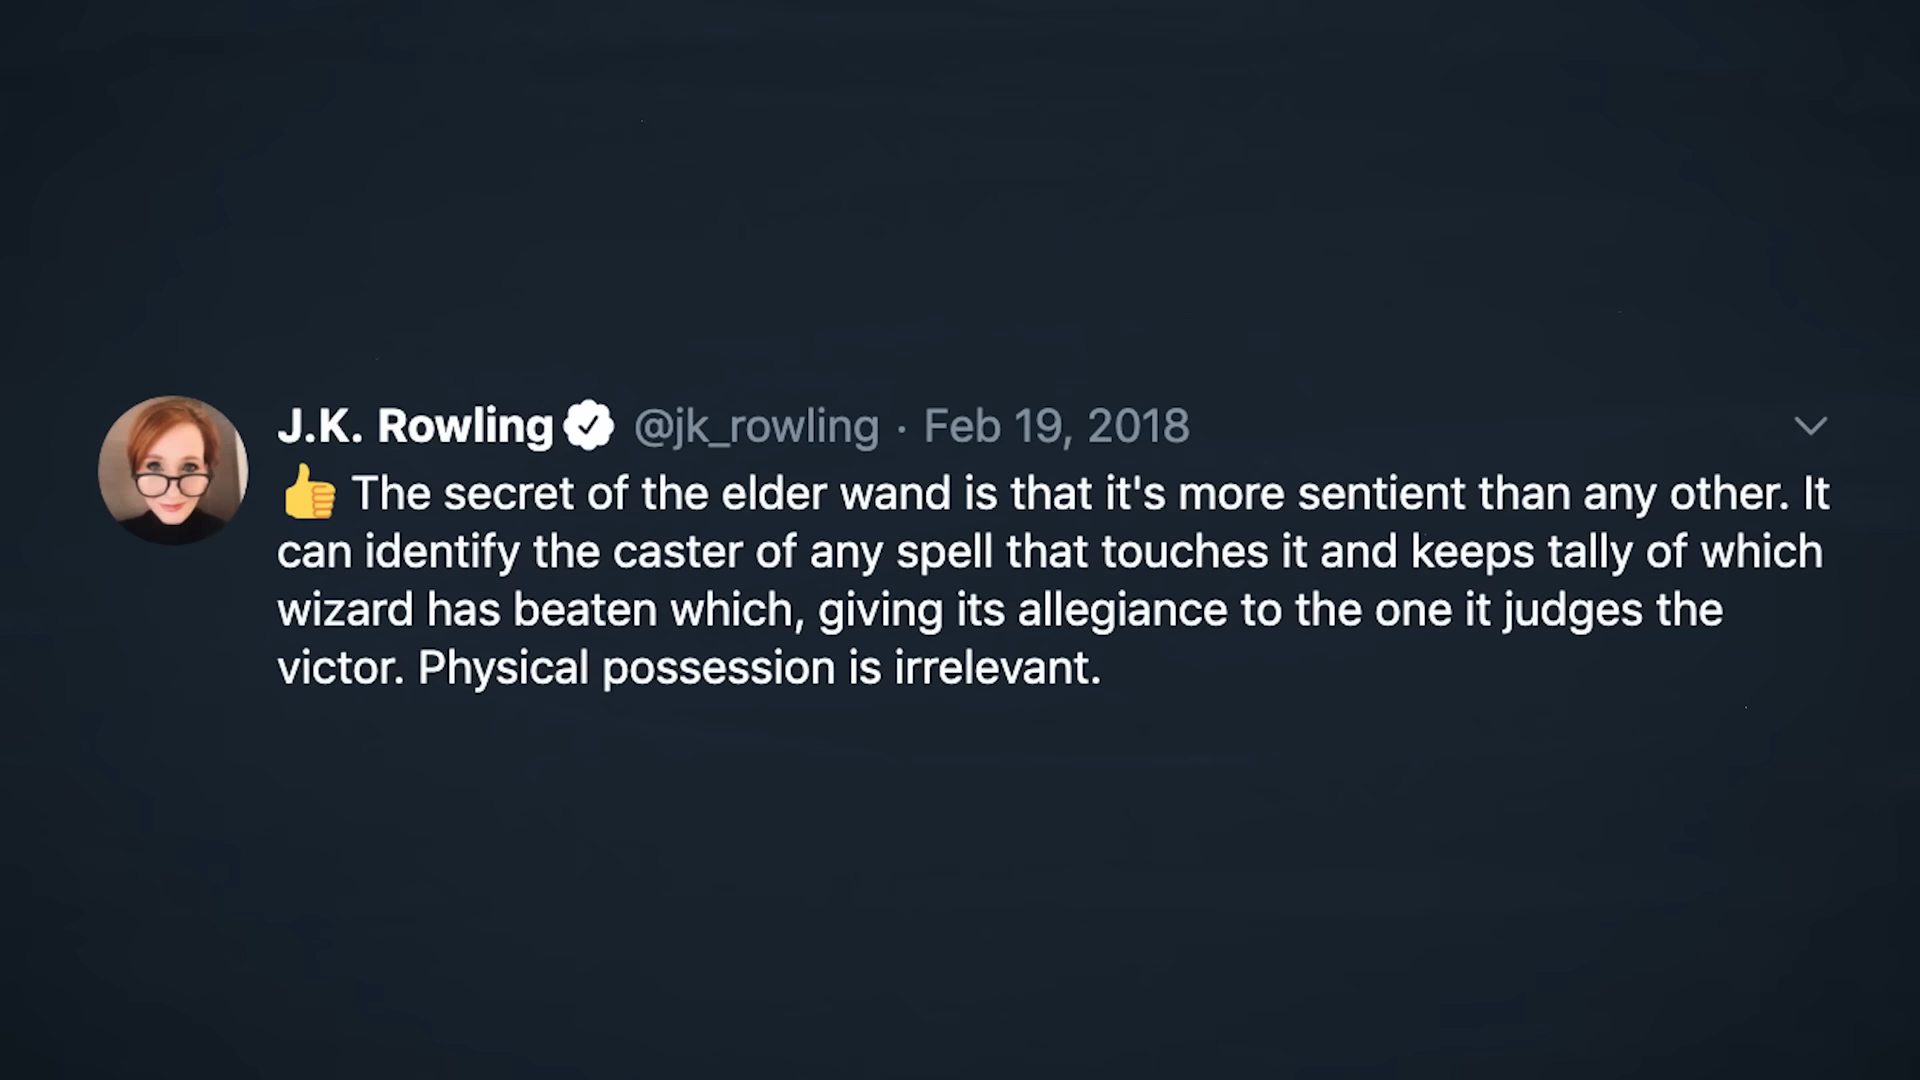 J.K. Rowling @jk_rowling · Feb 19, 2018
👍 The secret of the elder wand is that it's more sentient than any other. It
can identify the caster of any spell that touches it and keeps tally of which
wizard has beaten which, giving its allegiance to the one it judges the
victor. Physical possession is irrelevant.